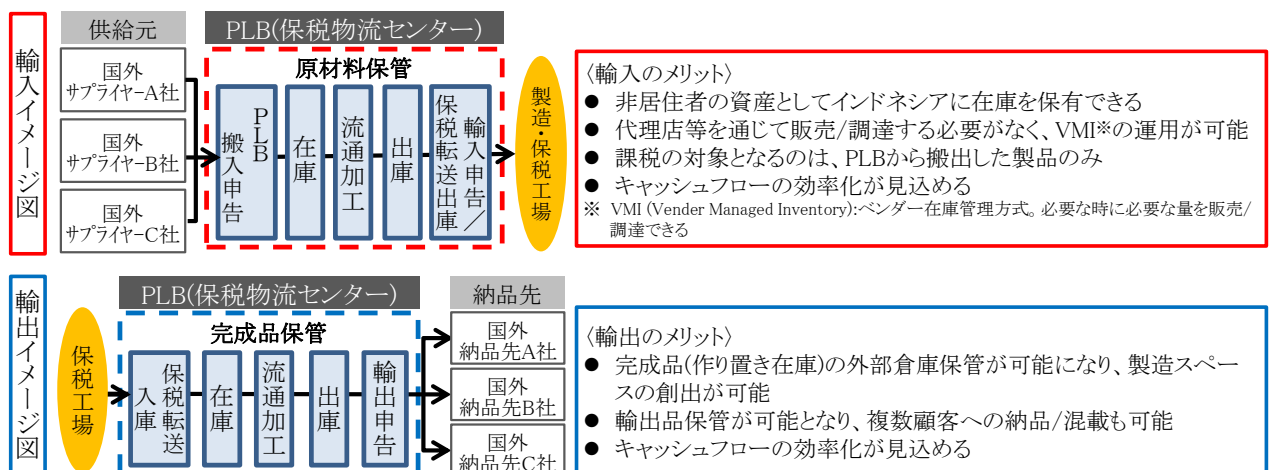 輸入イメージ図
供給元
PLB(保税物流センター)
国外
サプライヤーA社
国外
サプライヤーB社
国外
サプライヤーC社
原材料保管
PLB
搬入申告
在庫
流通加工
出庫
輸入申告/
保税転送出庫
製造・保税工場
〈輸入のメリット〉
● 非居住者の資産としてインドネシアに在庫を保有できる
● 代理店等を通じて販売/調達する必要がなく、VMI※の運用が可能
● 課税の対象となるのは、PLBから搬出した製品のみ
● キャッシュフローの効率化が見込める
※ VMI (Vender Managed Inventory):ベンダー在庫管理方式。必要な時に必要な量を販売/
調達できる
輸出イメージ図
PLB(保税物流センター)
納品先
保税工場
完成品保管
保税転送
入庫
在庫
流通加工
出庫
輸出申告
国外
納品先A社
国外
納品先B社
国外
納品先C社
〈輸出のメリット〉
● 完成品(作り置き在庫)の外部倉庫保管が可能になり、製造スペー
スの創出が可能
● 輸出品保管が可能となり、複数顧客への納品/混載も可能
● キャッシュフローの効率化が見込める